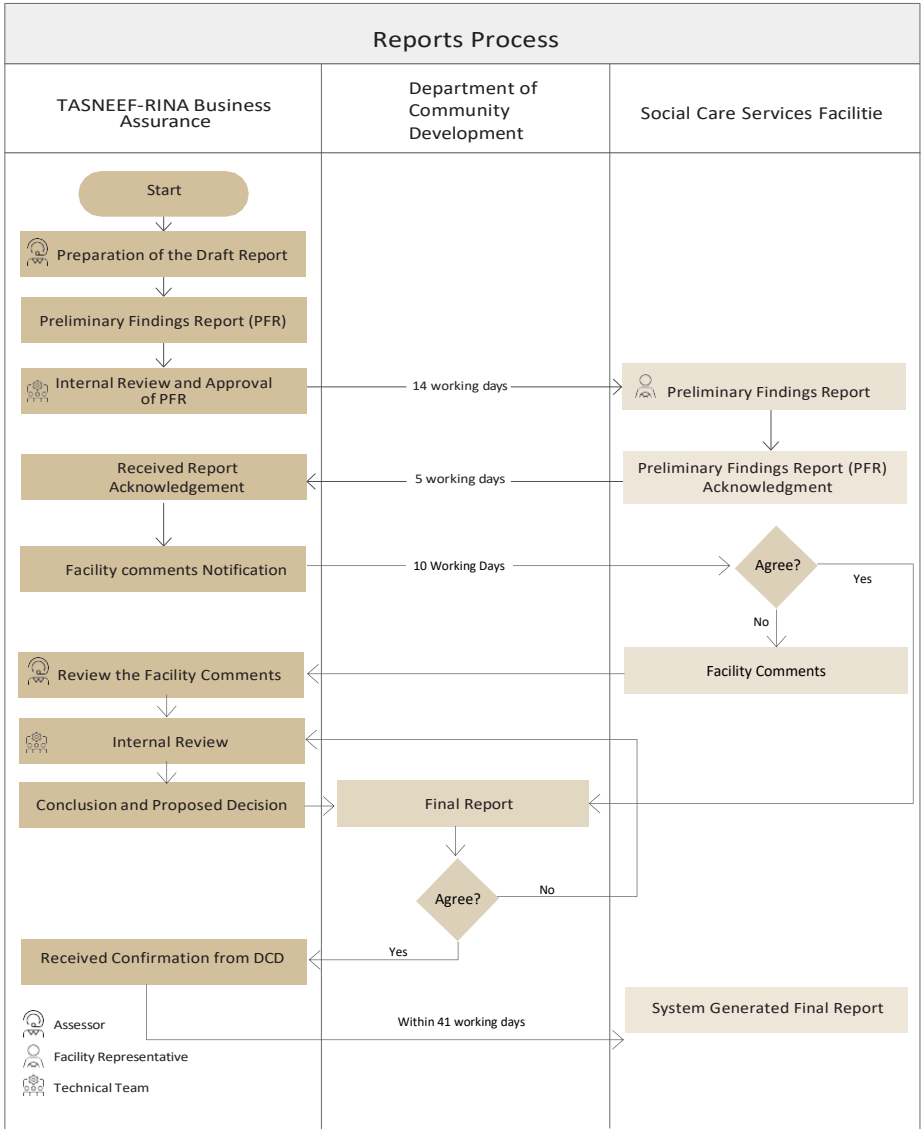 Reports Process
TASNEEF-RINA Business
Assurance
Department of
Community
Development
Social Care Services Facilitie
Start
Preparation of the Draft Report
Preliminary Findings Report (PFR)
Internal Review and Approval
of PFR
14 working days
Preliminary Findings Report
Received Report
Acknowledgement
5 working days
Preliminary Findings Report (PFR)
Acknowledgment
Facility comments Notification
10 Working Days
Agree?
Yes
No
Review the Facility Comments
Facility Comments
Internal Review
Conclusion and Proposed Decision
Final Report
Agree?
No
Yes
Received Confirmation from DCD
System Generated Final Report
Within 41 working days
Assessor
Facility Representative
Technical Team